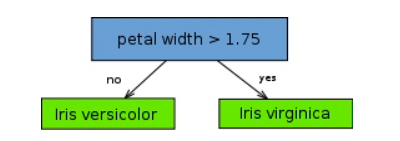 petal width > 1.75
no
yes
Iris versicolor
Iris virginica